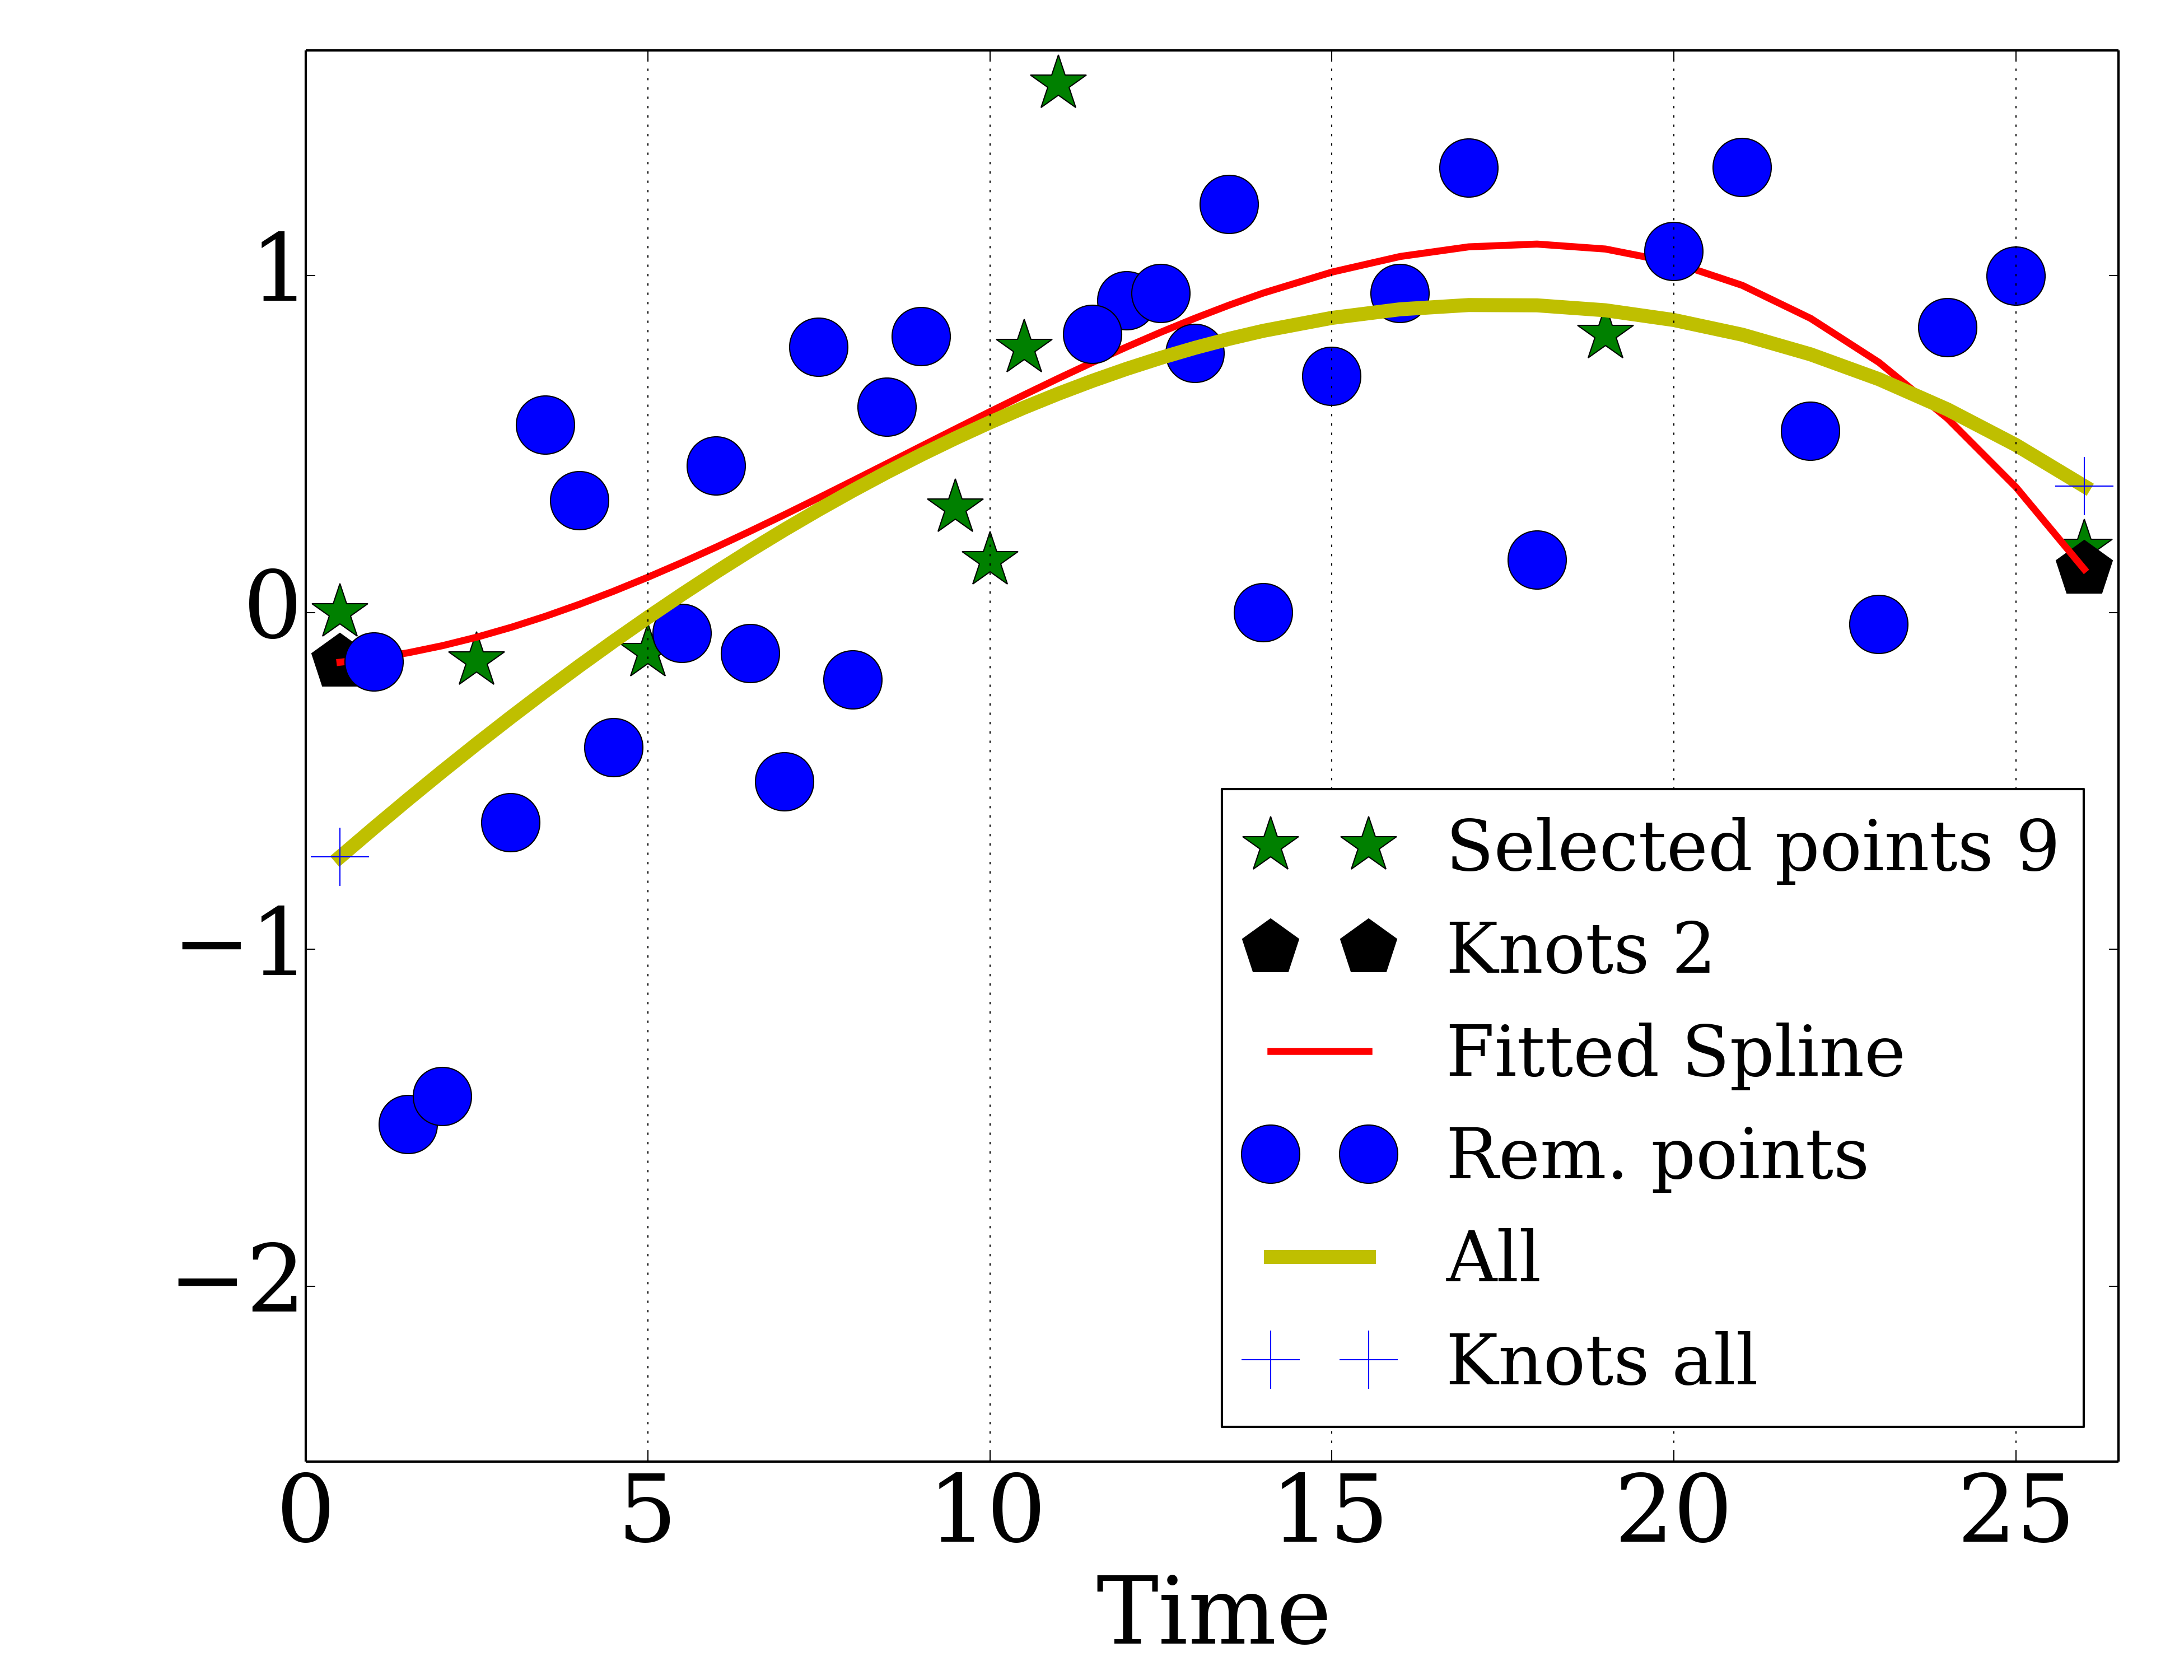 1
0
−1
−2
Selected points 9
Knots 2
Fitted Spline
Rem. points
All
Knots all
0 5 10 15 20 25
Time